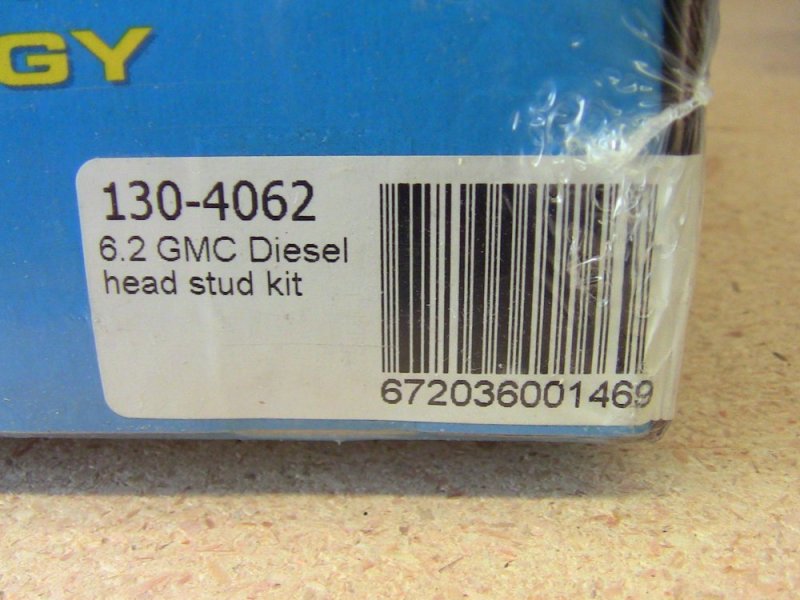 GY
130-4062
6.2 GMC Diesel
head stud kit
672036001469